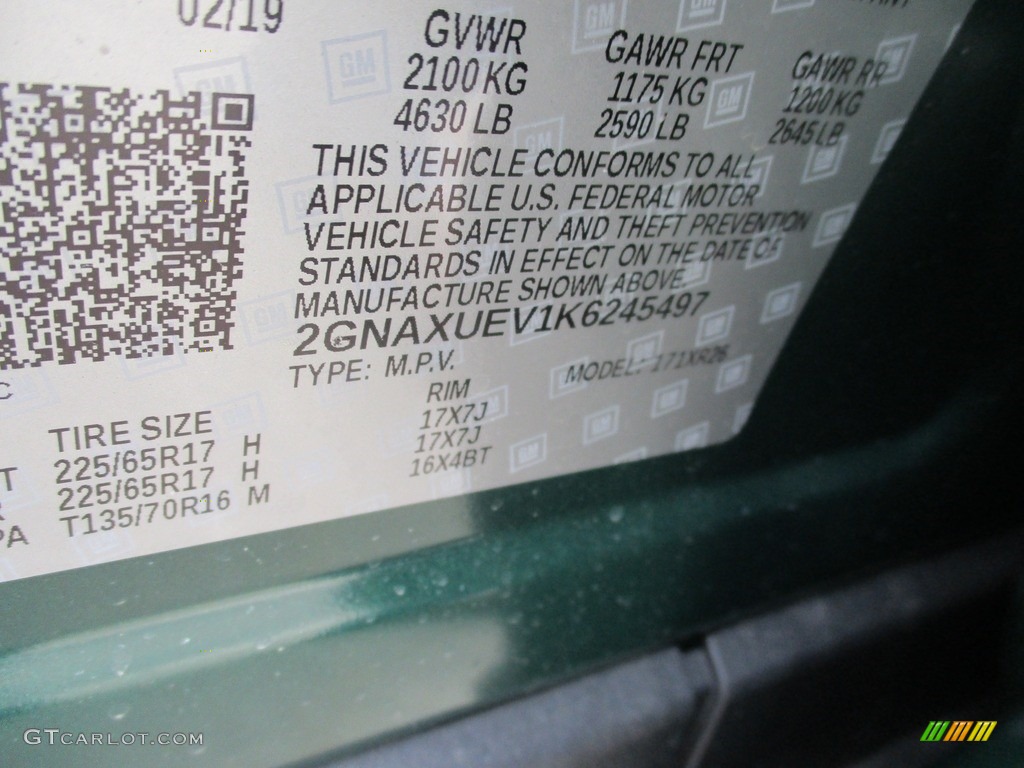 02/19
GVWR GAWR FRT GAWR RR
2100 KG 1175 KG 1200 KG
4630 LB 2590 LB 2645 LB
THIS VEHICLE CONFORMS TO ALL
APPLICABLE U.S. FEDERAL MOTOR
VEHICLE SAFETY AND THEFT PREVENTION
STANDARDS IN EFFECT ON THE DATE OF
MANUFACTURE SHOWN ABOVE.
2GNAXUEV1K6245497
TYPE: M.P.V. MODEL: 171XR26
TIRE SIZE RIM
225/65R17 H 17X7J
225/65R17 H 17X7J
T135/70R16 M 16X4BT
GM
GTCARLOT.COM